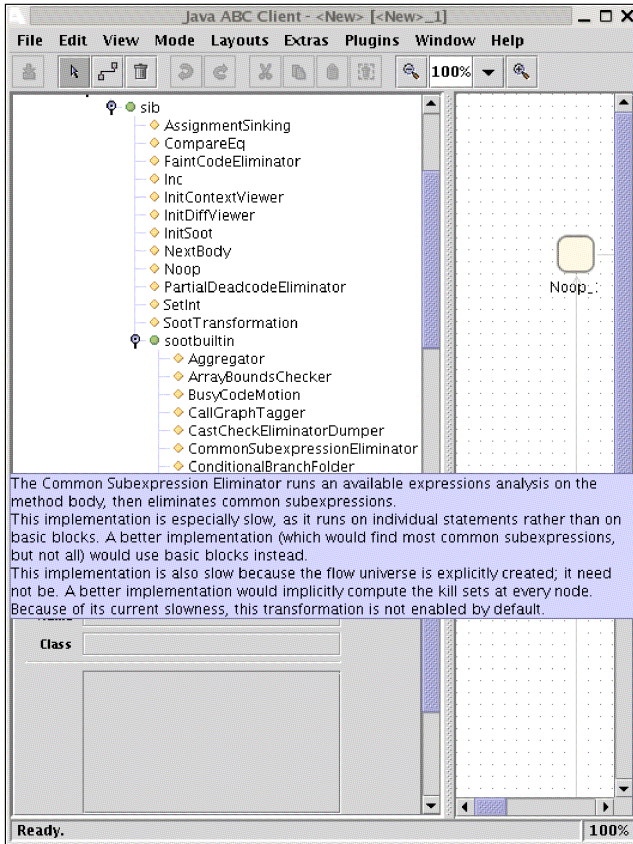 Java ABC Client - <New> [<New>_1]
File Edit View Mode Layouts Extras Plugins Window Help
100%
sib
AssignmentSinking
CompareEq
FaintCodeEliminator
Inc
InitContextViewer
InitDiffViewer
InitSoot
NextBody
Noop
PartialDeadcodeEliminator
SetInt
SootTransformation
sootbuiltin
Aggregator
ArrayBoundsChecker
BusyCodeMotion
CallGraphTagger
CastCheckEliminatorDumper
CommonSubexpressionEliminator
ConditionalBranchFolder
Noop_
The Common Subexpression Eliminator runs an available expressions analysis on the
method body, then eliminates common subexpressions.
This implementation is especially slow, as it runs on individual statements rather than on
basic blocks. A better implementation (which would find most common subexpressions,
but not all) would use basic blocks instead.
This implementation is also slow because the flow universe is explicitly created; it need
not be. A better implementation would implicitly compute the kill sets at every node.
Because of its current slowness, this transformation is not enabled by default.
Class
Ready.
100%